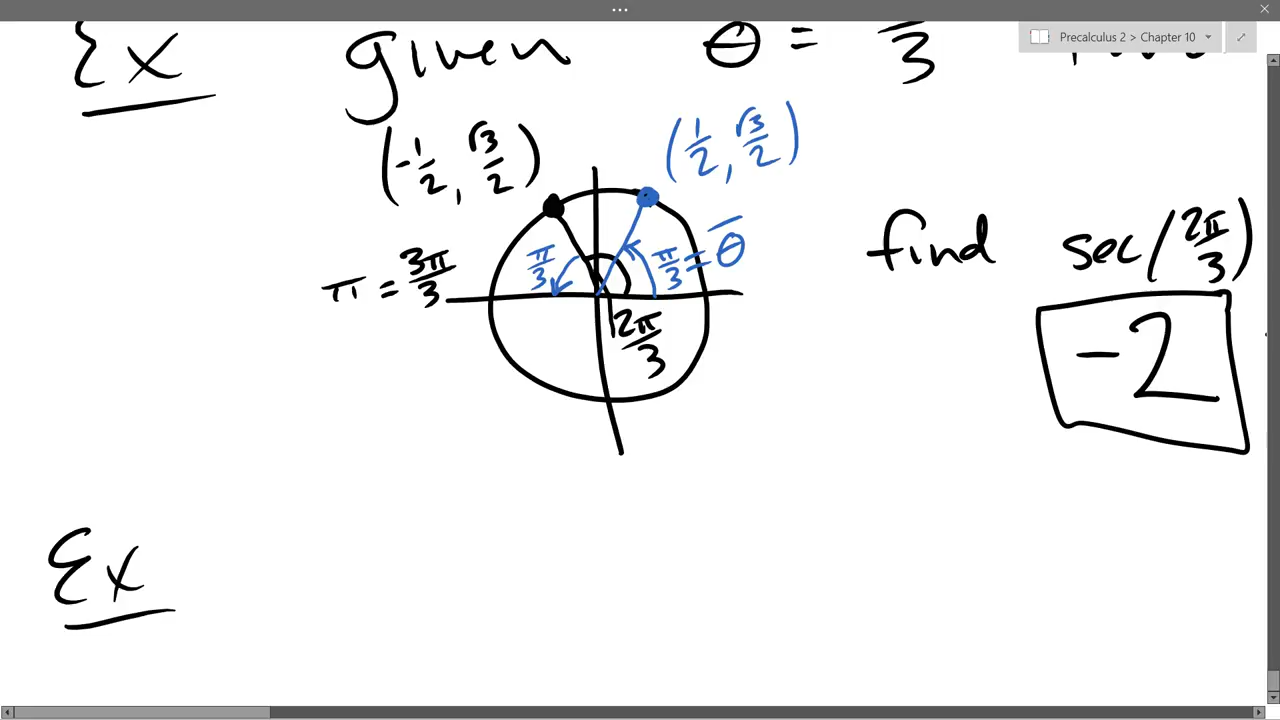 Precalculus 2 > Chapter 10
Ex given θ = /3
(-1/2, √3/2) (1/2, √3/2)
find sec(2π/3)
π = 3π/3 π/3 π/3 = θ̄
2π/3
-2
Ex